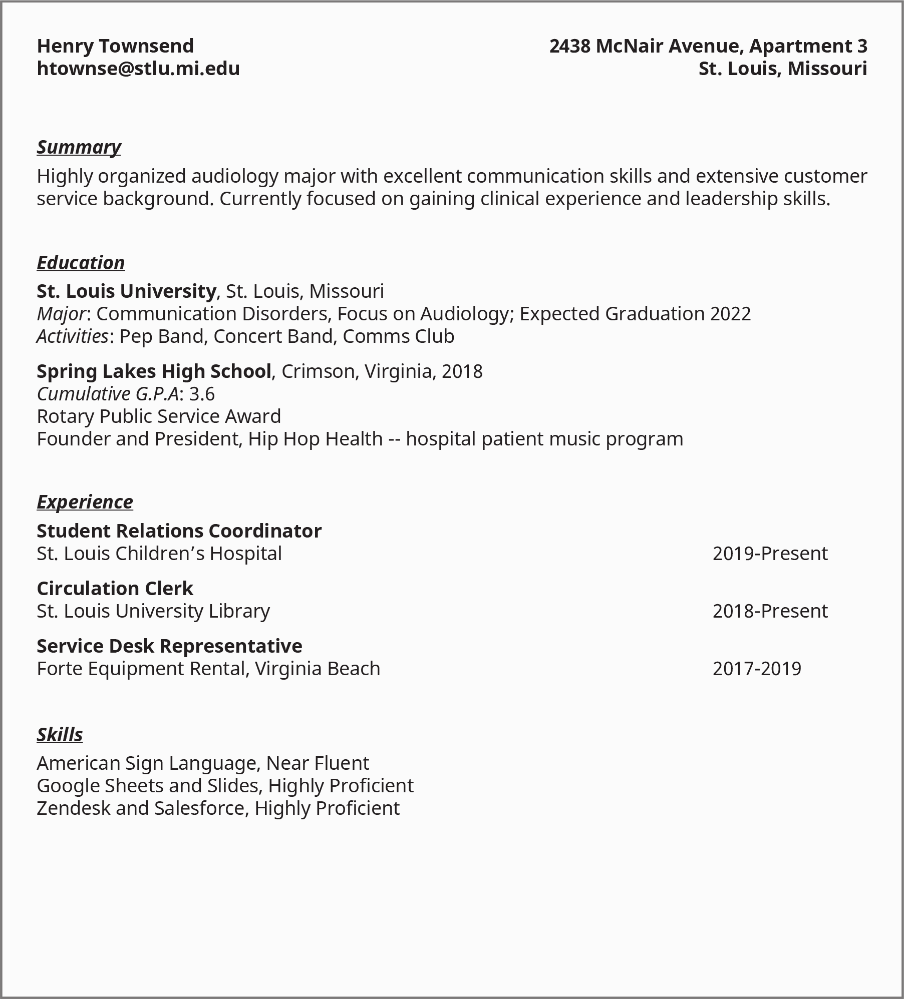 Henry Townsend
htownse@stlu.mi.edu
2438 McNair Avenue, Apartment 3
St. Louis, Missouri
Summary
Highly organized audiology major with excellent communication skills and extensive customer
service background. Currently focused on gaining clinical experience and leadership skills.
Education
St. Louis University, St. Louis, Missouri
Major: Communication Disorders, Focus on Audiology; Expected Graduation 2022
Activities: Pep Band, Concert Band, Comms Club
Spring Lakes High School, Crimson, Virginia, 2018
Cumulative G.P.A: 3.6
Rotary Public Service Award
Founder and President, Hip Hop Health -- hospital patient music program
Experience
Student Relations Coordinator
St. Louis Children’s Hospital 2019-Present
Circulation Clerk
St. Louis University Library 2018-Present
Service Desk Representative
Forte Equipment Rental, Virginia Beach 2017-2019
Skills
American Sign Language, Near Fluent
Google Sheets and Slides, Highly Proficient
Zendesk and Salesforce, Highly Proficient